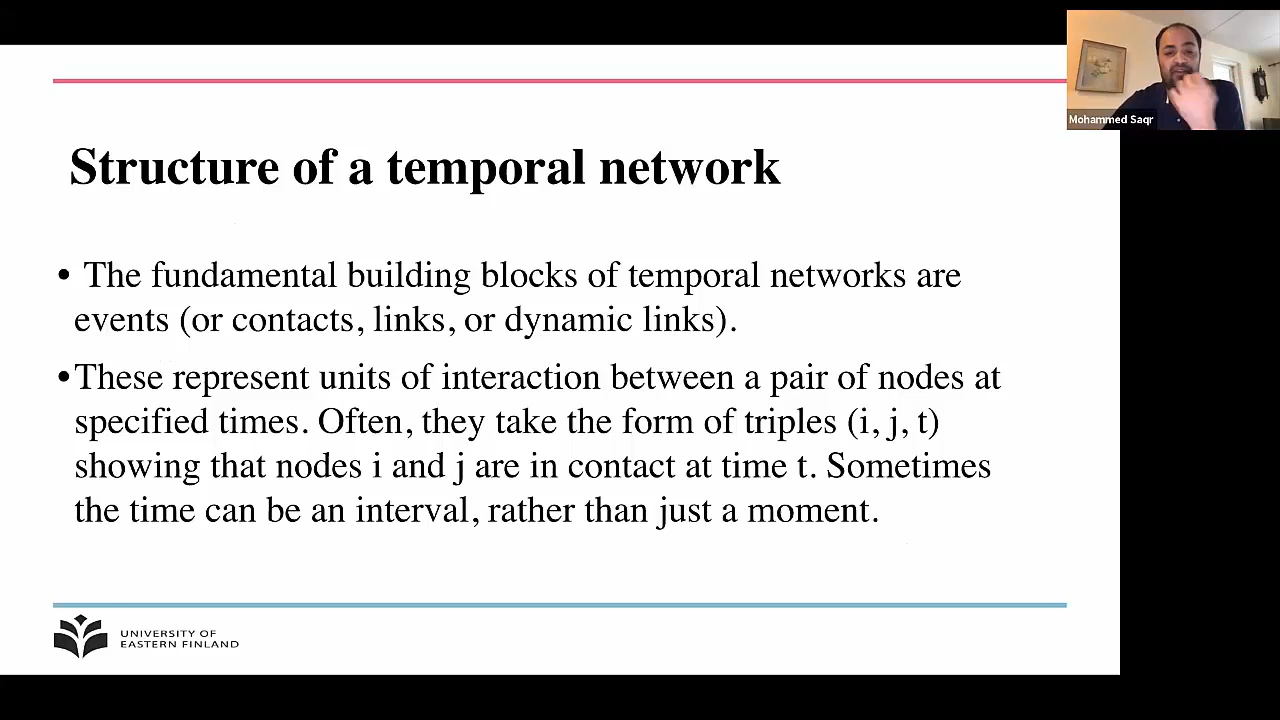 Mohammed Saqr
Structure of a temporal network
• The fundamental building blocks of temporal networks are
events (or contacts, links, or dynamic links).
•These represent units of interaction between a pair of nodes at
specified times. Often, they take the form of triples (i, j, t)
showing that nodes i and j are in contact at time t. Sometimes
the time can be an interval, rather than just a moment.
UNIVERSITY OF
EASTERN FINLAND